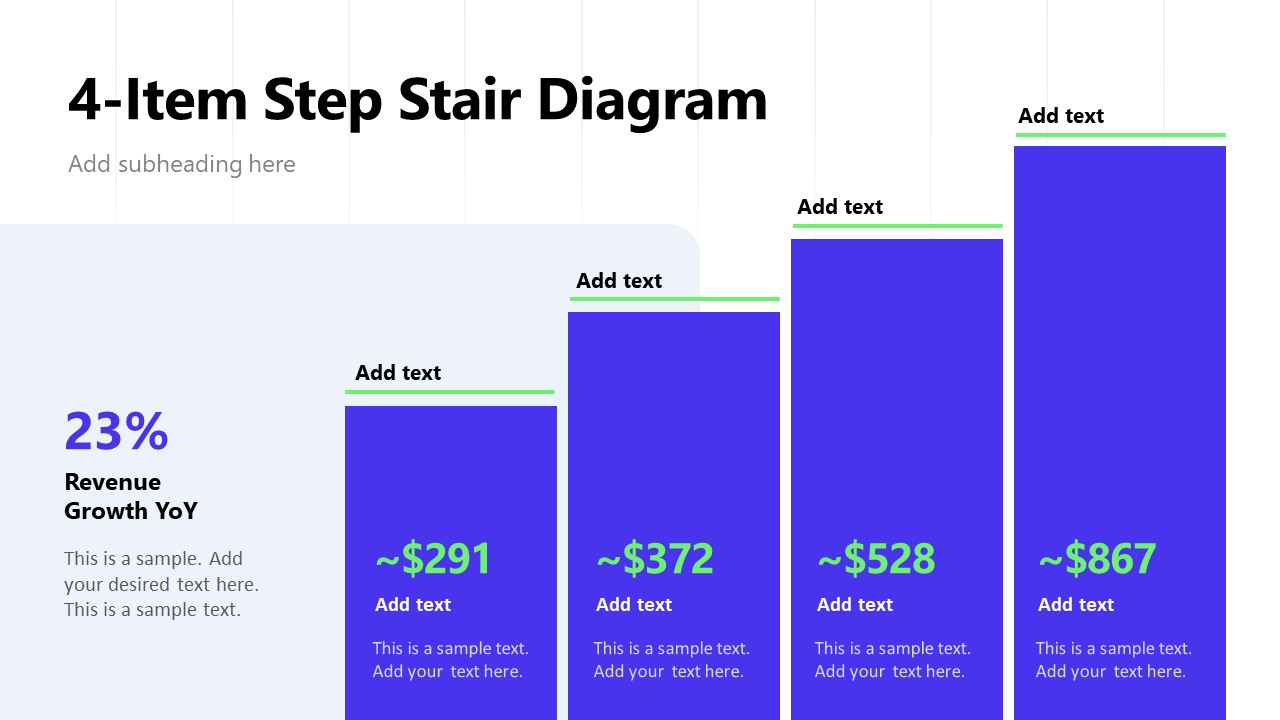 4-Item Step Stair Diagram
Add subheading here
Add text
Add text
Add text
Add text
23%
Revenue
Growth YoY
This is a sample. Add
your desired text here.
This is a sample text.
~$291
Add text
This is a sample text.
Add your text here.
~$372
Add text
This is a sample text.
Add your text here.
~$528
Add text
This is a sample text.
Add your text here.
~$867
Add text
This is a sample text.
Add your text here.